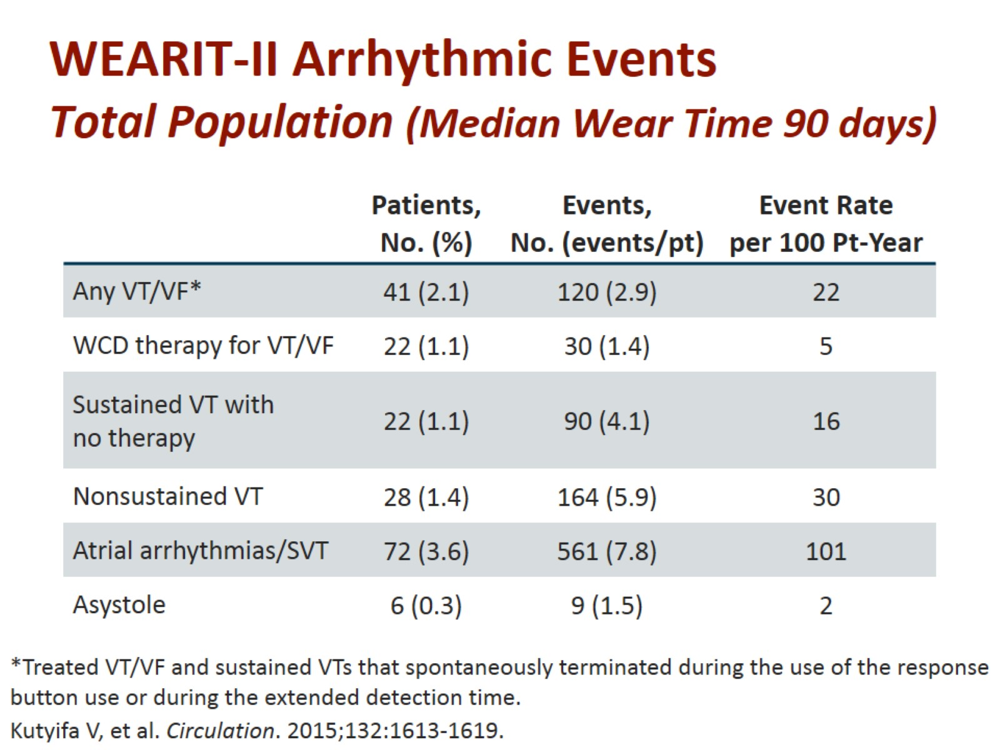 WEARIT-II Arrhythmic Events
Total Population (Median Wear Time 90 days)
Patients, No. (%) Events, No. (events/pt) Event Rate per 100 Pt-Year
Any VT/VF* 41 (2.1) 120 (2.9) 22
WCD therapy for VT/VF 22 (1.1) 30 (1.4) 5
Sustained VT with no therapy 22 (1.1) 90 (4.1) 16
Nonsustained VT 28 (1.4) 164 (5.9) 30
Atrial arrhythmias/SVT 72 (3.6) 561 (7.8) 101
Asystole 6 (0.3) 9 (1.5) 2
*Treated VT/VF and sustained VTs that spontaneously terminated during the use of the response
button use or during the extended detection time.
Kutyifa V, et al. Circulation. 2015;132:1613-1619.